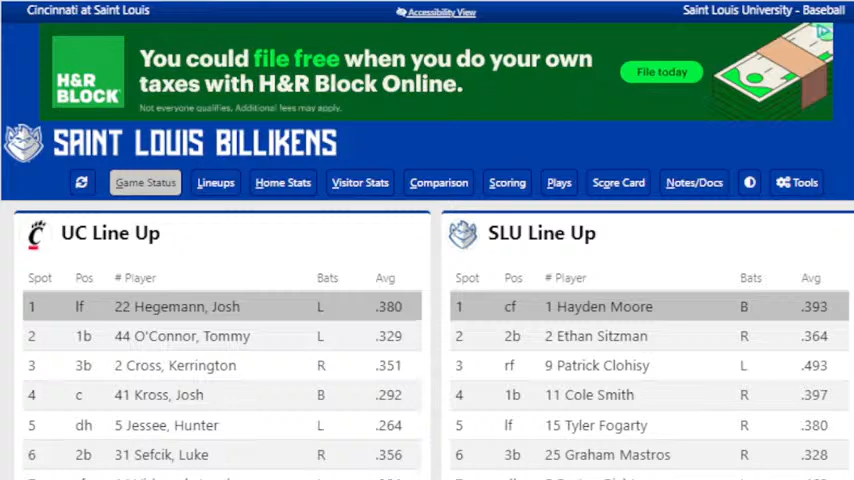 Cincinnati at Saint Louis
Accessibility View
Saint Louis University - Baseball
H&R BLOCK
You could file free when you do your own
taxes with H&R Block Online.
Not everyone qualifies. Additional fees may apply.
File today
SAINT LOUIS BILLIKENS
Game Status Lineups Home Stats Visitor Stats Comparison Scoring Plays Score Card Notes/Docs Tools
UC Line Up
Spot Pos # Player Bats Avg
1 lf 22 Hegemann, Josh L .380
2 1b 44 O'Connor, Tommy L .329
3 3b 2 Cross, Kerrington R .351
4 c 41 Kross, Josh B .292
5 dh 5 Jessee, Hunter L .264
6 2b 31 Sefcik, Luke R .356
SLU Line Up
Spot Pos # Player Bats Avg
1 cf 1 Hayden Moore B .393
2 2b 2 Ethan Sitzman R .364
3 rf 9 Patrick Clohisy L .493
4 1b 11 Cole Smith R .397
5 lf 15 Tyler Fogarty R .380
6 3b 25 Graham Mastros R .328